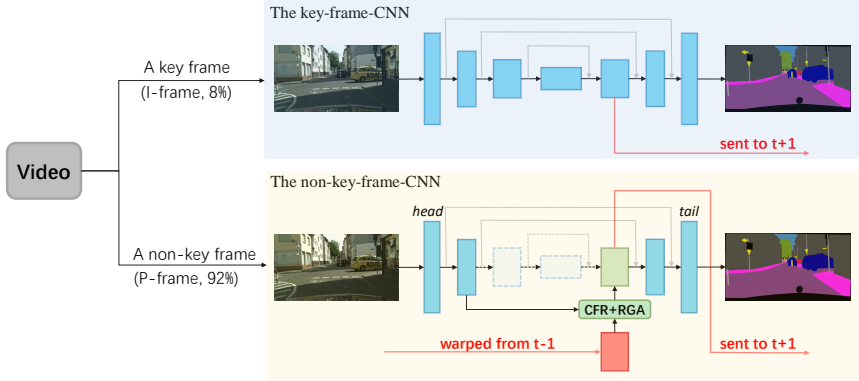 The key-frame-CNN
A key frame
(I-frame, 8%)
sent to t+1
Video
The non-key-frame-CNN
head
tail
A non-key frame
(P-frame, 92%)
CFR+RGA
warped from t-1
sent to t+1